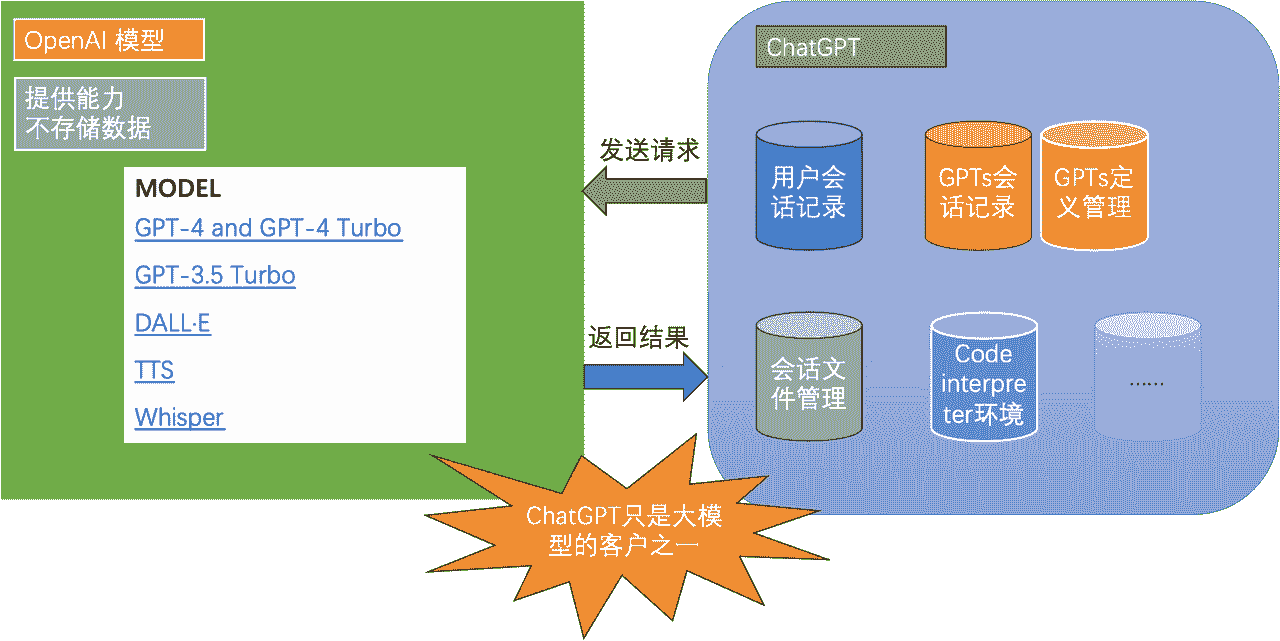 OpenAI 模型
提供能力
不存储数据
MODEL
GPT-4 and GPT-4 Turbo
GPT-3.5 Turbo
DALL·E
TTS
Whisper
发送请求
返回结果
ChatGPT
用户会
话记录
GPTs会
话记录
GPTs定
义管理
会话文
件管理
Code
interpre
ter环境
......
ChatGPT只是大模
型的客户之一